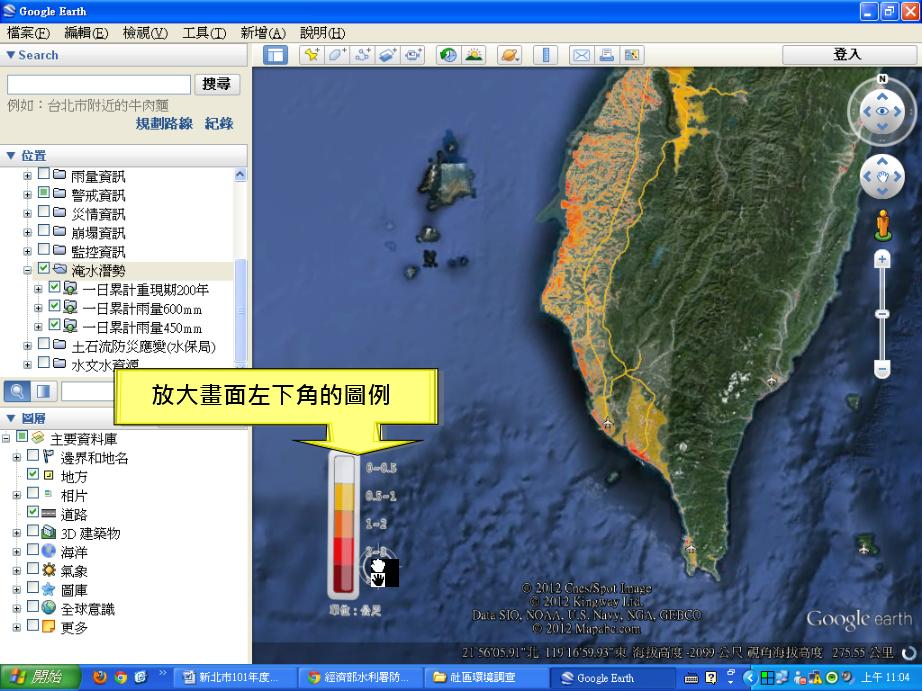 Google Earth
檔案(F) 編輯(E) 檢視(V) 工具(T) 新增(A) 說明(H)
Search
登入
搜尋
例如：台北市附近的牛肉麵
規劃路線 紀錄
位置
雨量資訊
警戒資訊
災情資訊
崩塌資訊
監控資訊
淹水潛勢
一日累計重現期200年
一日累計雨量600mm
一日累計雨量450mm
土石流防災應變(水保局)
水文水資源
放大畫面左下角的圖例
圖層
主要資料庫
邊界和地名
地方
相片
道路
3D 建築物
海洋
氣象
圖庫
全球意識
更多
N
0-0.5
0.5-1
1-2
2-3
單位：公尺
© 2012 Cnes/Spot Image
© 2012 Kingway Ltd.
Data SIO, NOAA, U.S. Navy, NGA, GEBCO
© 2012 Mapabc.com
Google earth
21°56'05.91"北 119°16'59.93"東 海拔高度 -2099 公尺 視角海拔高度 275.55 公里
開始
新北市101年度...
經濟部水利署防...
社區環境調查
Google Earth
上午 11:04